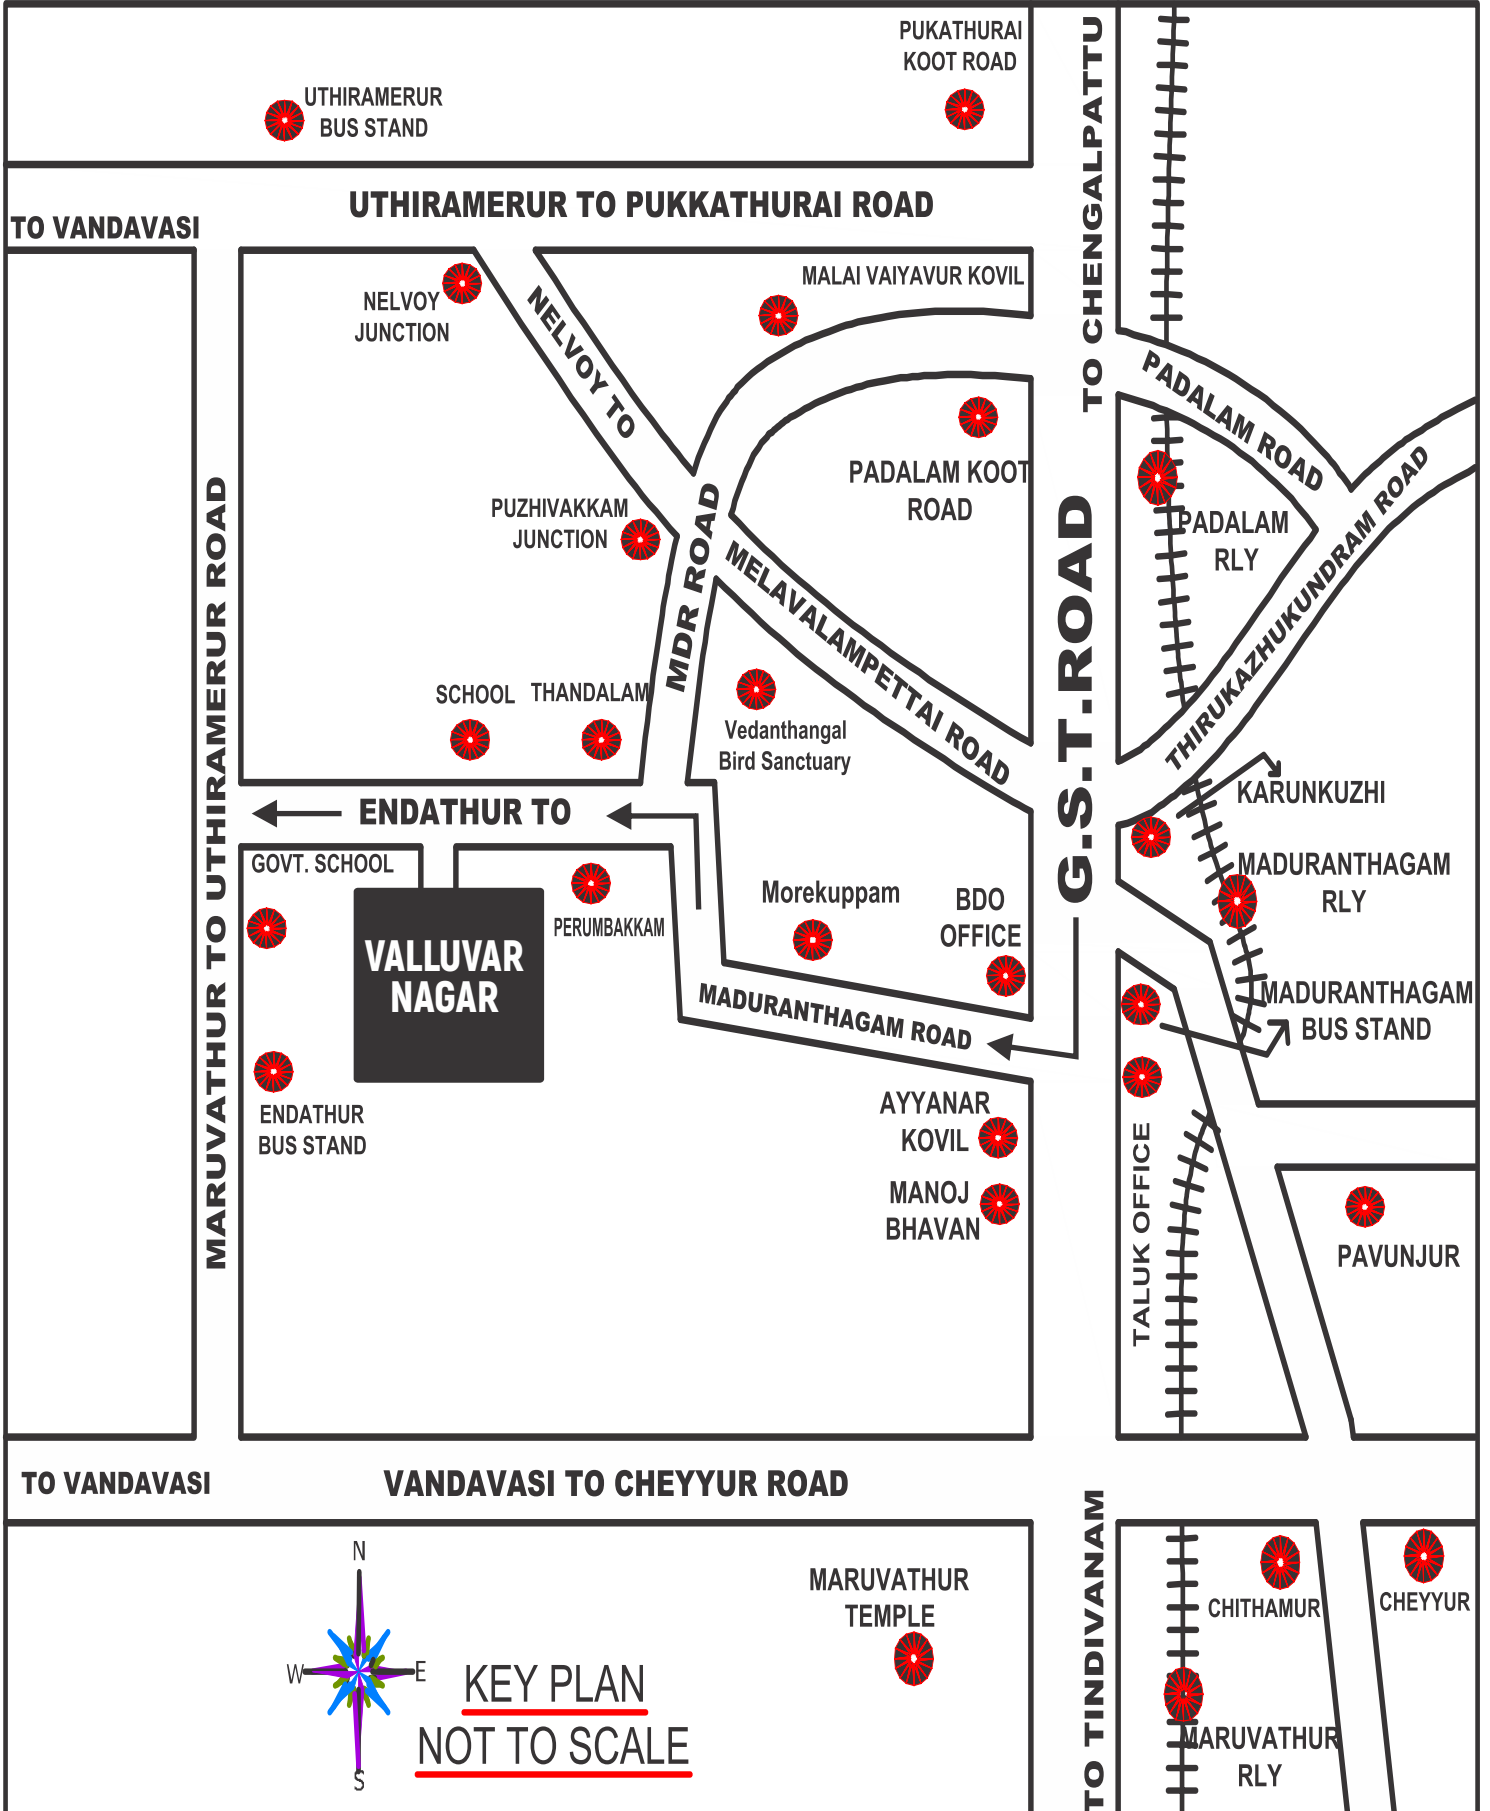 PUKATHURAI
KOOT ROAD
UTHIRAMERUR
BUS STAND
TO CHENGALPATTU
UTHIRAMERUR TO PUKKATHURAI ROAD
TO VANDAVASI
MALAI VAIYAVUR KOVIL
NELVOY
JUNCTION
NELVOY TO
PADALAM ROAD
PADALAM KOOT
ROAD
THIRUKAZHUKUNDRAM ROAD
MARUVATHUR TO UTHIRAMERUR ROAD
MDR ROAD
PUZHIVAKKAM
JUNCTION
G.S.T.ROAD
PADALAM
RLY
MELAVALAMPETTAI ROAD
SCHOOL
THANDALAM
Vedanthangal
Bird Sanctuary
KARUNKUZHI
ENDATHUR TO
GOVT. SCHOOL
MADURANTHAGAM
RLY
Morekuppam
BDO
OFFICE
PERUMBAKKAM
VALLUVAR
NAGAR
MADURANTHAGAM ROAD
MADURANTHAGAM
BUS STAND
ENDATHUR
BUS STAND
AYYANAR
KOVIL
TALUK OFFICE
MANOJ
BHAVAN
PAVUNJUR
TO VANDAVASI
VANDAVASI TO CHEYYUR ROAD
TO TINDIVANAM
N
W
E
S
MARUVATHUR
TEMPLE
CHITHAMUR
CHEYYUR
KEY PLAN
NOT TO SCALE
MARUVATHUR
RLY